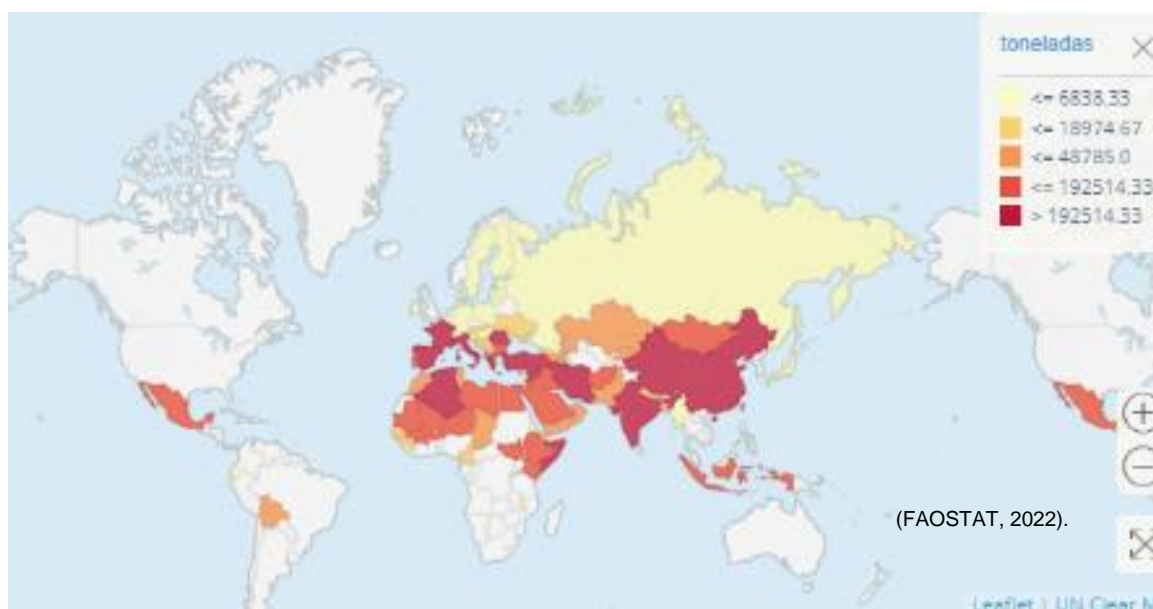 toneladas
<= 6838.33
<= 18974.67
<= 48785.0
<= 192514.33
> 192514.33
(FAOSTAT, 2022).
Leaflet | UN Clear M